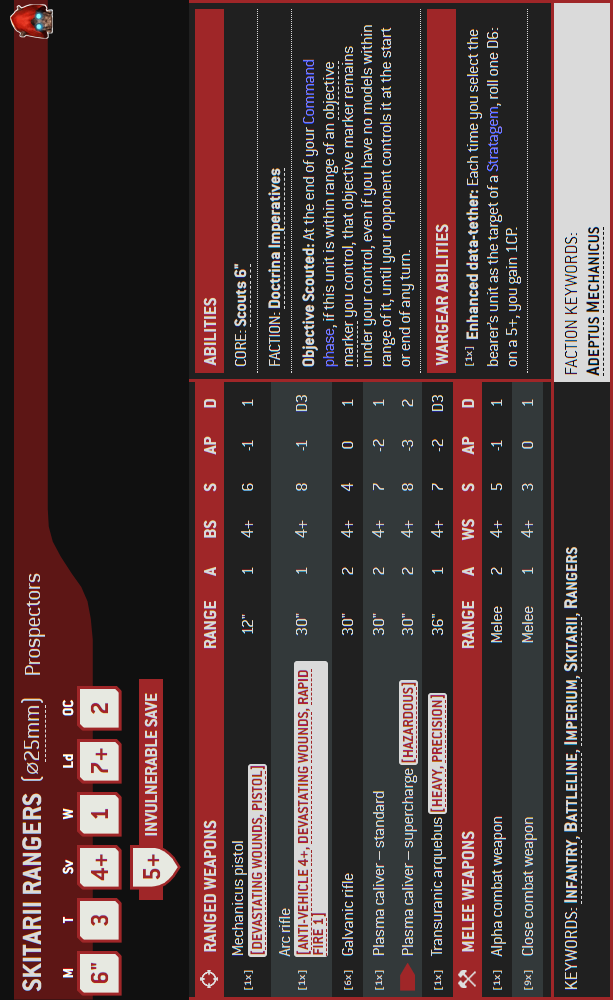 SKITARII RANGERS (⌀25mm) Prospectors
M T Sv W Ld OC
6" 3 4+ 1 7+ 2
5+ INVULNERABLE SAVE
RANGED WEAPONS RANGE A BS S AP D
[1x] Mechanicus pistol 12" 1 4+ 6 -1 1
[DEVASTATING WOUNDS, PISTOL]
[1x] Arc rifle 30" 1 4+ 8 -1 D3
[ANTI-VEHICLE 4+, DEVASTATING WOUNDS, RAPID
FIRE 1]
[6x] Galvanic rifle 30" 2 4+ 4 0 1
[1x] Plasma caliver – standard 30" 2 4+ 7 -2 1
Plasma caliver – supercharge [HAZARDOUS] 30" 2 4+ 8 -3 2
[1x] Transuranic arquebus [HEAVY, PRECISION] 36" 1 4+ 7 -2 D3
MELEE WEAPONS RANGE A WS S AP D
[1x] Alpha combat weapon Melee 2 4+ 5 -1 1
[9x] Close combat weapon Melee 1 4+ 3 0 1
ABILITIES
CORE: Scouts 6"
FACTION: Doctrina Imperatives
Objective Scouted: At the end of your Command
phase, if this unit is within range of an objective
marker you control, that objective marker remains
under your control, even if you have no models within
range of it, until your opponent controls it at the start
or end of any turn.
WARGEAR ABILITIES
[1x] Enhanced data-tether: Each time you select the
bearer's unit as the target of a Stratagem, roll one D6:
on a 5+, you gain 1CP.
KEYWORDS: INFANTRY, BATTLELINE, IMPERIUM, SKITARII, RANGERS
FACTION KEYWORDS:
ADEPTUS MECHANICUS